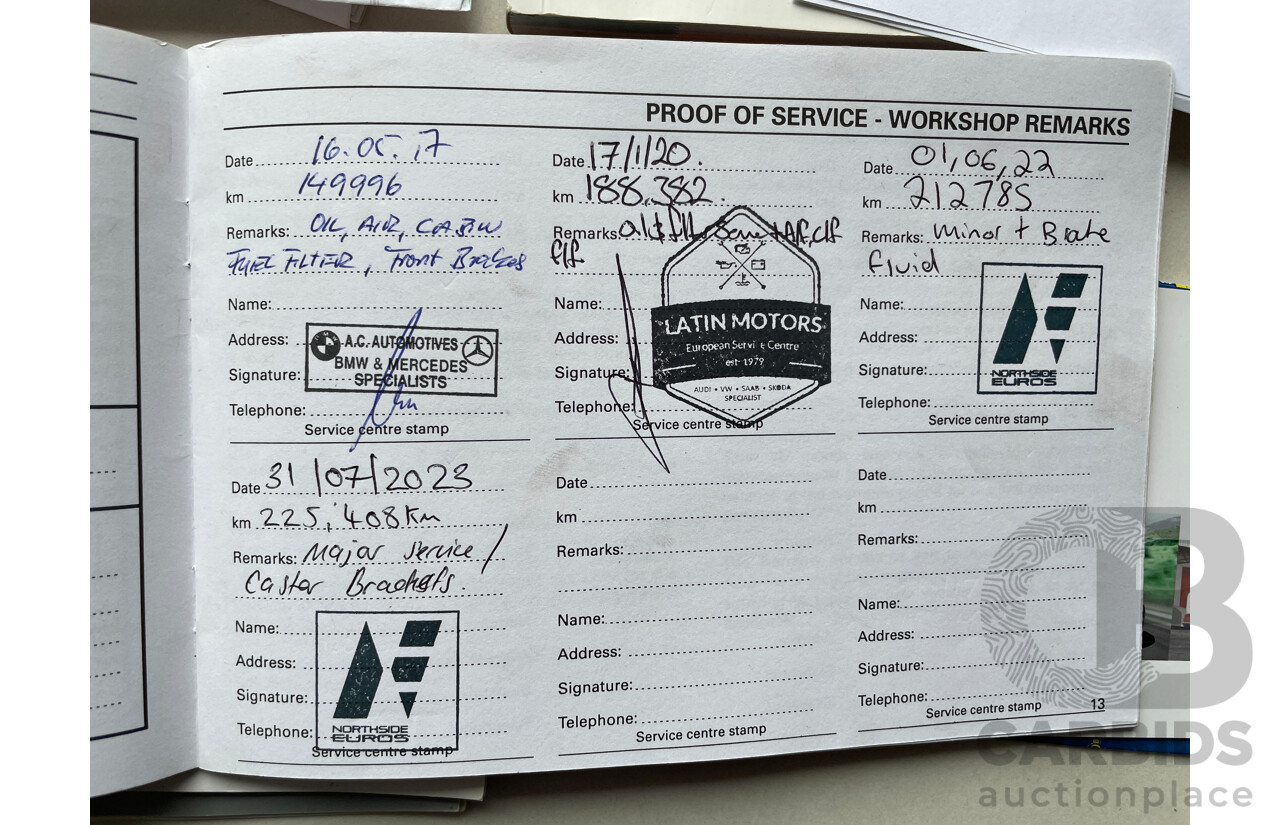 PROOF OF SERVICE - WORKSHOP REMARKS
Date 16.05.17
km 149996
Remarks: OIL, AIR, CABIN
FUEL FILTER, Front Brakes
Name:
Address:
Signature:
Telephone:
A.C. AUTOMOTIVES
BMW & MERCEDES
SPECIALISTS
Service centre stamp
Date 17/1/20.
km 188,382.
Remarks: oil &
Name:
Address:
Signature:
Telephone:
LATIN MOTORS
European Service Centre
est 1979
AUDI • VW • SAAB • SKODA
SPECIALIST
Service centre stamp
Date 01,06,22
km 212785
Remarks: Minor + Brake
Fluid
Name:
Address:
Signature:
Telephone:
NORTHSIDE
EUROS
Service centre stamp
Date 31/07/2023
km 225,408Km
Remarks: Major Service /
Castor Brackets.
Name:
Address:
Signature:
Telephone:
NORTHSIDE
EUROS
Service centre stamp
Date
km
Remarks:
Name:
Address:
Signature:
Telephone:
Service centre stamp
Date
km
Remarks:
Name:
Address:
Signature:
Telephone:
Service centre stamp
13
CARBIDS
auctionplace